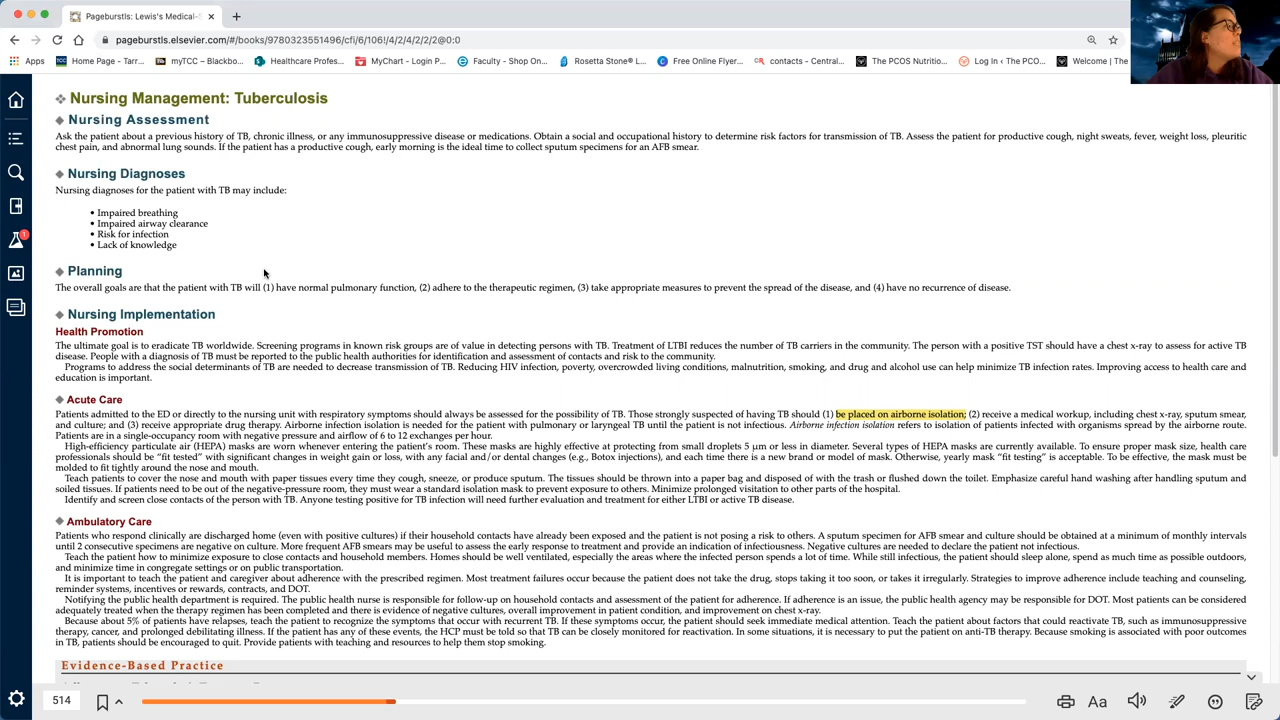 Pageburstls: Lewis's Medical-S
pageburstls.elsevier.com/#/books/9780323551496/cfi/6/106!/4/2/4/2/2/2@0:0
Apps
Home Page - Tarr...
myTCC – Blackbo...
Healthcare Profes...
MyChart - Login P...
Faculty - Shop On...
Rosetta Stone® L...
Free Online Flyer...
contacts - Central...
The PCOS Nutritio...
Log In ‹ The PCO...
Welcome | The
Nursing Management: Tuberculosis
Nursing Assessment
Ask the patient about a previous history of TB, chronic illness, or any immunosuppressive disease or medications. Obtain a social and occupational history to determine risk factors for transmission of TB. Assess the patient for productive cough, night sweats, fever, weight loss, pleuritic
chest pain, and abnormal lung sounds. If the patient has a productive cough, early morning is the ideal time to collect sputum specimens for an AFB smear.
Nursing Diagnoses
Nursing diagnoses for the patient with TB may include:
• Impaired breathing
• Impaired airway clearance
• Risk for infection
• Lack of knowledge
Planning
The overall goals are that the patient with TB will (1) have normal pulmonary function, (2) adhere to the therapeutic regimen, (3) take appropriate measures to prevent the spread of the disease, and (4) have no recurrence of disease.
Nursing Implementation
Health Promotion
The ultimate goal is to eradicate TB worldwide. Screening programs in known risk groups are of value in detecting persons with TB. Treatment of LTBI reduces the number of TB carriers in the community. The person with a positive TST should have a chest x-ray to assess for active TB
disease. People with a diagnosis of TB must be reported to the public health authorities for identification and assessment of contacts and risk to the community.
Programs to address the social determinants of TB are needed to decrease transmission of TB. Reducing HIV infection, poverty, overcrowded living conditions, malnutrition, smoking, and drug and alcohol use can help minimize TB infection rates. Improving access to health care and
education is important.
Acute Care
Patients admitted to the ED or directly to the nursing unit with respiratory symptoms should always be assessed for the possibility of TB. Those strongly suspected of having TB should (1) be placed on airborne isolation; (2) receive a medical workup, including chest x-ray, sputum smear,
and culture; and (3) receive appropriate drug therapy. Airborne infection isolation is needed for the patient with pulmonary or laryngeal TB until the patient is not infectious. Airborne infection isolation refers to isolation of patients infected with organisms spread by the airborne route.
Patients are in a single-occupancy room with negative pressure and airflow of 6 to 12 exchanges per hour.
High-efficiency particulate air (HEPA) masks are worn whenever entering the patient's room. These masks are highly effective at protecting from small droplets 5 μm or less in diameter. Several types of HEPA masks are currently available. To ensure proper mask size, health care
professionals should be “fit tested” with significant changes in weight gain or loss, with any facial and/or dental changes (e.g., Botox injections), and each time there is a new brand or model of mask. Otherwise, yearly mask “fit testing” is acceptable. To be effective, the mask must be
molded to fit tightly around the nose and mouth.
Teach patients to cover the nose and mouth with paper tissues every time they cough, sneeze, or produce sputum. The tissues should be thrown into a paper bag and disposed of with the trash or flushed down the toilet. Emphasize careful hand washing after handling sputum and
soiled tissues. If patients need to be out of the negative-pressure room, they must wear a standard isolation mask to prevent exposure to others. Minimize prolonged visitation to other parts of the hospital.
Identify and screen close contacts of the person with TB. Anyone testing positive for TB infection will need further evaluation and treatment for either LTBI or active TB disease.
Ambulatory Care
Patients who respond clinically are discharged home (even with positive cultures) if their household contacts have already been exposed and the patient is not posing a risk to others. A sputum specimen for AFB smear and culture should be obtained at a minimum of monthly intervals
until 2 consecutive specimens are negative on culture. More frequent AFB smears may be useful to assess the early response to treatment and provide an indication of infectiousness. Negative cultures are needed to declare the patient not infectious.
Teach the patient how to minimize exposure to close contacts and household members. Homes should be well ventilated, especially the areas where the infected person spends a lot of time. While still infectious, the patient should sleep alone, spend as much time as possible outdoors,
and minimize time in congregate settings or on public transportation.
It is important to teach the patient and caregiver about adherence with the prescribed regimen. Most treatment failures occur because the patient does not take the drug, stops taking it too soon, or takes it irregularly. Strategies to improve adherence include teaching and counseling,
reminder systems, incentives or rewards, contracts, and DOT.
Notifying the public health department is required. The public health nurse is responsible for follow-up on household contacts and assessment of the patient for adherence. If adherence is an issue, the public health agency may be responsible for DOT. Most patients can be considered
adequately treated when the therapy regimen has been completed and there is evidence of negative cultures, overall improvement in patient condition, and improvement on chest x-ray.
Because about 5% of patients have relapses, teach the patient to recognize the symptoms that occur with recurrent TB. If these symptoms occur, the patient should seek immediate medical attention. Teach the patient about factors that could reactivate TB, such as immunosuppressive
therapy, cancer, and prolonged debilitating illness. If the patient has any of these events, the HCP must be told so that TB can be closely monitored for reactivation. In some situations, it is necessary to put the patient on anti-TB therapy. Because smoking is associated with poor outcomes
in TB, patients should be encouraged to quit. Provide patients with teaching and resources to help them stop smoking.
Evidence-Based Practice
514
Aa